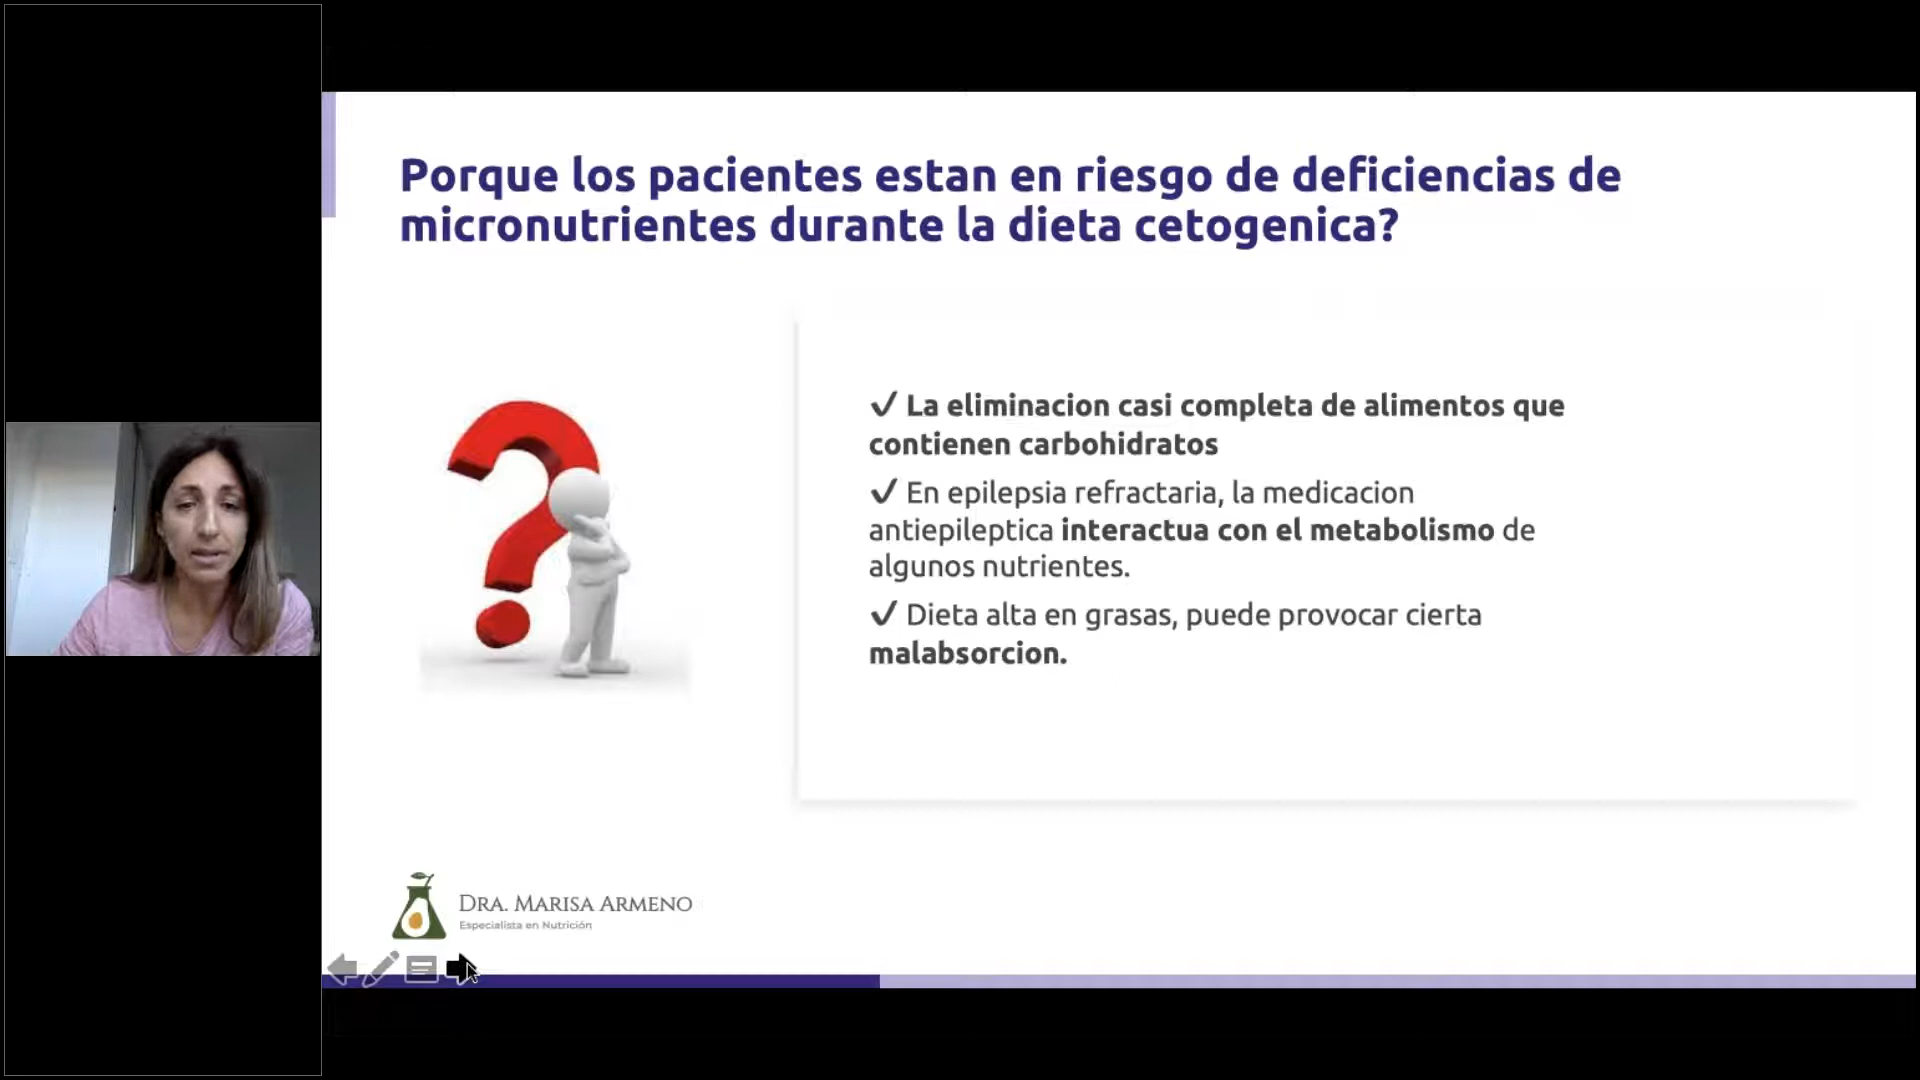 Porque los pacientes estan en riesgo de deficiencias de
micronutrientes durante la dieta cetogenica?
✓ La eliminacion casi completa de alimentos que
contienen carbohidratos
✓ En epilepsia refractaria, la medicacion
antiepileptica interactua con el metabolismo de
algunos nutrientes.
✓ Dieta alta en grasas, puede provocar cierta
malabsorcion.
DRA. MARISA ARMENO
Especialista en Nutrición